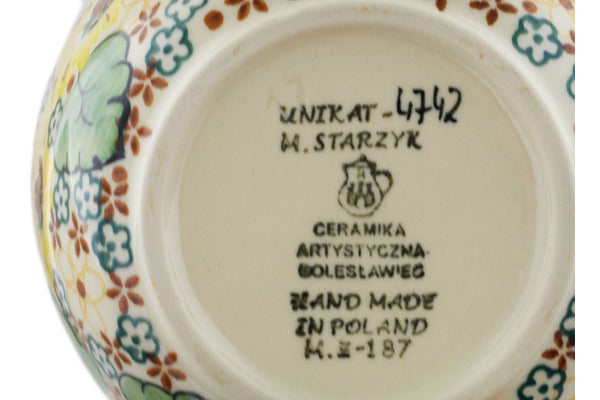 UNIKAT-4742
M. STARZYK
CERAMIKA
ARTYSTYCZNA
BOLESŁAWIEC
HAND MADE
IN POLAND
M.Z-187